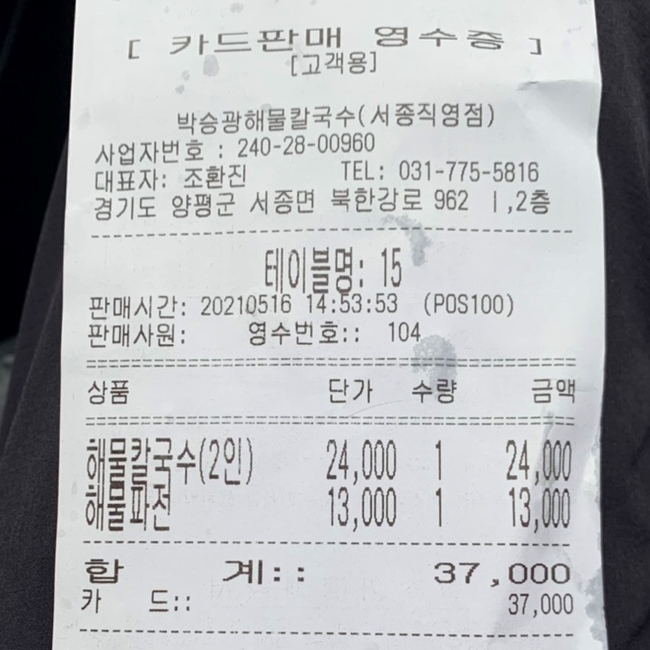 [ 카드판매 영수증 ]
[고객용]
박승광해물칼국수(서종직영점)
사업자번호 : 240-28-00960
대표자: 조환진 TEL: 031-775-5816
경기도 양평군 서종면 북한강로 962 1,2층
테이블명: 15
판매시간: 20210516 14:53:53 (POS100)
판매사원: 영수번호:: 104
상품 단가 수량 금액
해물칼국수(2인) 24,000 1 24,000
해물파전 13,000 1 13,000
합 계:: 37,000
카 드:: 37,000